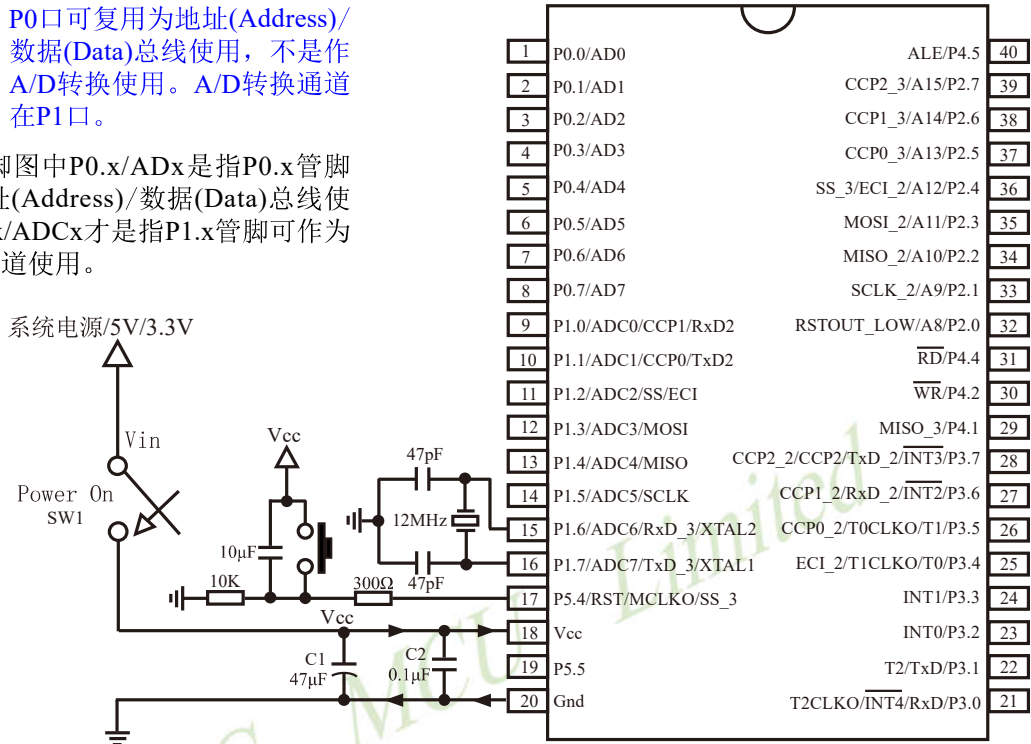 P0口可复用为地址(Address)/
数据(Data)总线使用，不是作
A/D转换使用。A/D转换通道
在P1口。
脚图中P0.x/ADx是指P0.x管脚
址(Address)/数据(Data)总线使
x/ADCx才是指P1.x管脚可作为
道使用。
系统电源/5V/3.3V
Vin
Power On
SW1
Vcc
10μF
10K
300Ω
47pF
12MHz
47pF
Vcc
C1
47μF
C2
0.1μF
1 P0.0/AD0
2 P0.1/AD1
3 P0.2/AD2
4 P0.3/AD3
5 P0.4/AD4
6 P0.5/AD5
7 P0.6/AD6
8 P0.7/AD7
9 P1.0/ADC0/CCP1/RxD2
10 P1.1/ADC1/CCP0/TxD2
11 P1.2/ADC2/SS/ECI
12 P1.3/ADC3/MOSI
13 P1.4/ADC4/MISO
14 P1.5/ADC5/SCLK
15 P1.6/ADC6/RxD_3/XTAL2
16 P1.7/ADC7/TxD_3/XTAL1
17 P5.4/RST/MCLKO/SS_3
18 Vcc
19 P5.5
20 Gnd
ALE/P4.5 40
CCP2_3/A15/P2.7 39
CCP1_3/A14/P2.6 38
CCP0_3/A13/P2.5 37
SS_3/ECI_2/A12/P2.4 36
MOSI_2/A11/P2.3 35
MISO_2/A10/P2.2 34
SCLK_2/A9/P2.1 33
RSTOUT_LOW/A8/P2.0 32
RD/P4.4 31
WR/P4.2 30
MISO_3/P4.1 29
CCP2_2/CCP2/TxD_2/INT3/P3.7 28
CCP1_2/RxD_2/INT2/P3.6 27
CCP0_2/T0CLKO/T1/P3.5 26
ECI_2/T1CLKO/T0/P3.4 25
INT1/P3.3 24
INT0/P3.2 23
T2/TxD/P3.1 22
T2CLKO/INT4/RxD/P3.0 21
MCU Limited